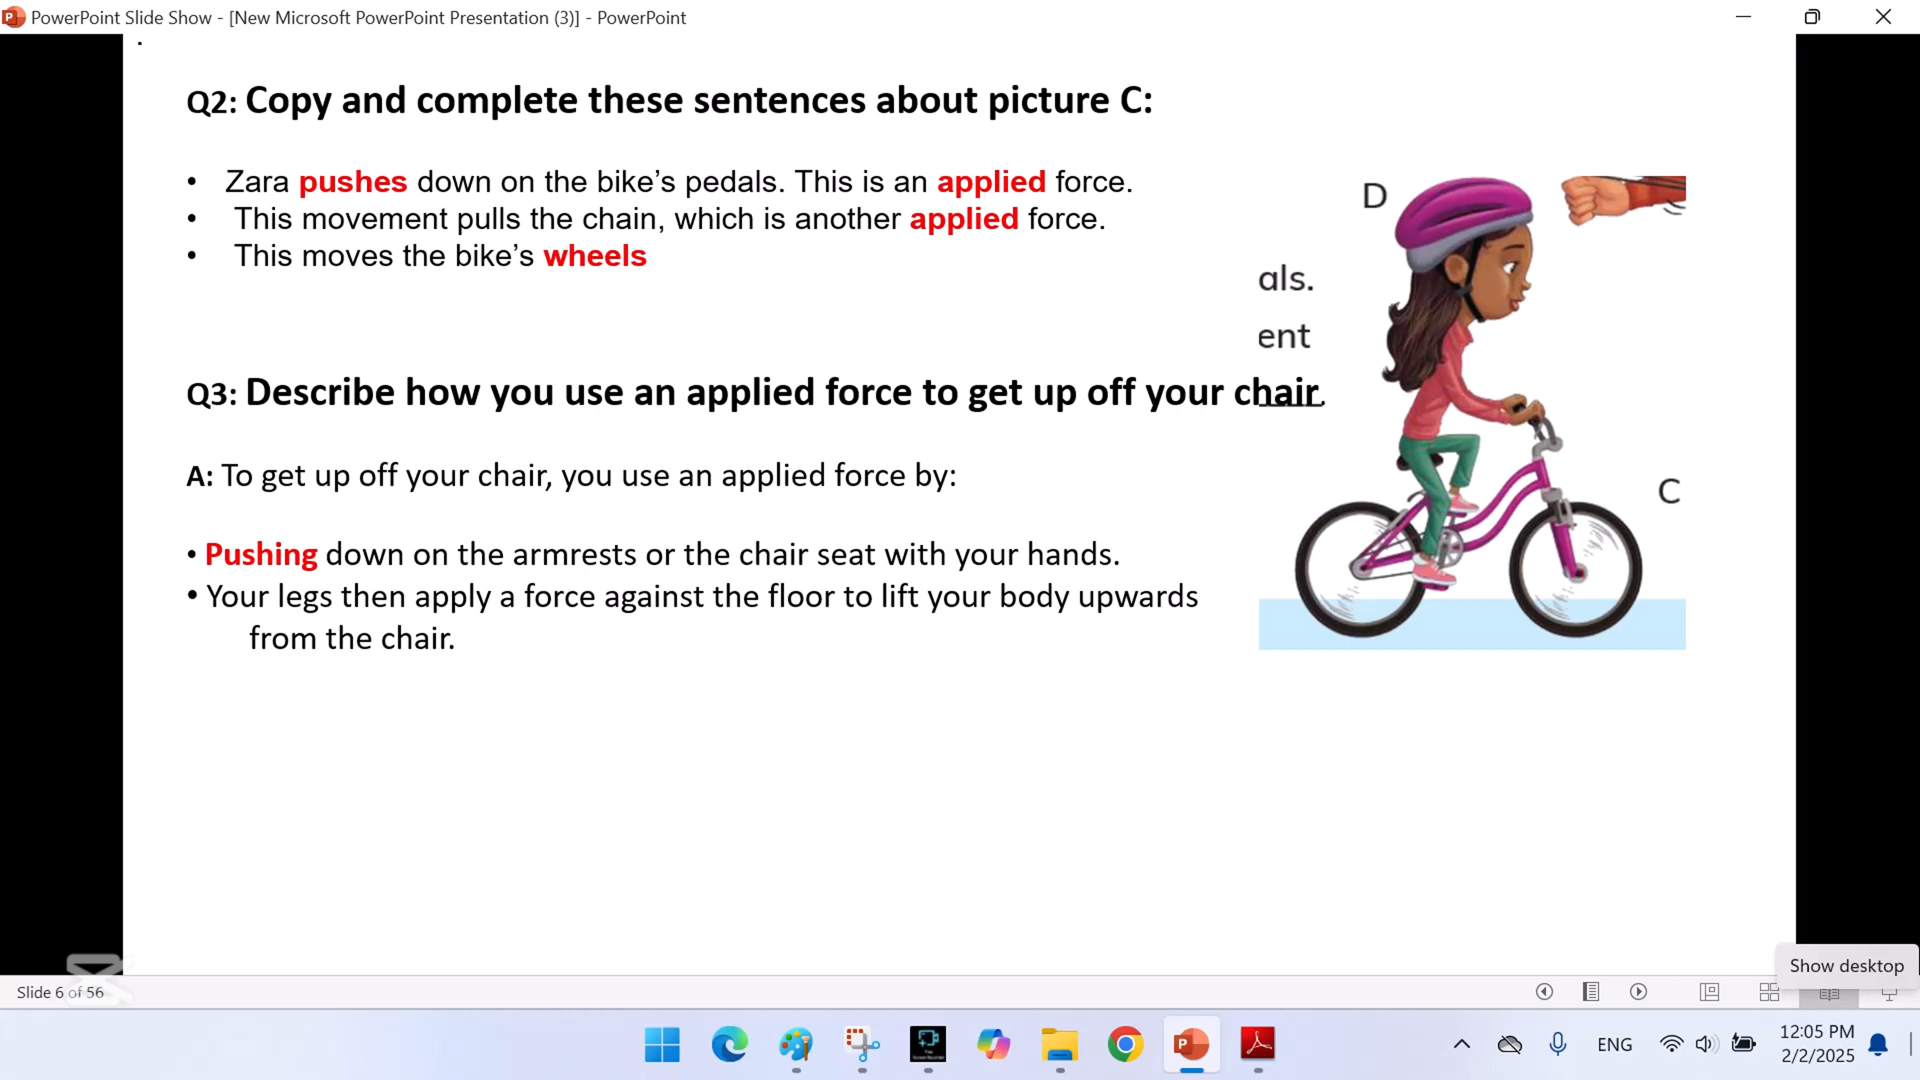 PowerPoint Slide Show - [New Microsoft PowerPoint Presentation (3)] - PowerPoint
.
Q2: Copy and complete these sentences about picture C:
• Zara pushes down on the bike’s pedals. This is an applied force.
• This movement pulls the chain, which is another applied force.
• This moves the bike’s wheels
D
als.
ent
Q3: Describe how you use an applied force to get up off your chair.
A: To get up off your chair, you use an applied force by:
C
• Pushing down on the armrests or the chair seat with your hands.
• Your legs then apply a force against the floor to lift your body upwards
from the chair.
Show desktop
Slide 6 of 56
ENG
12:05 PM
2/2/2025